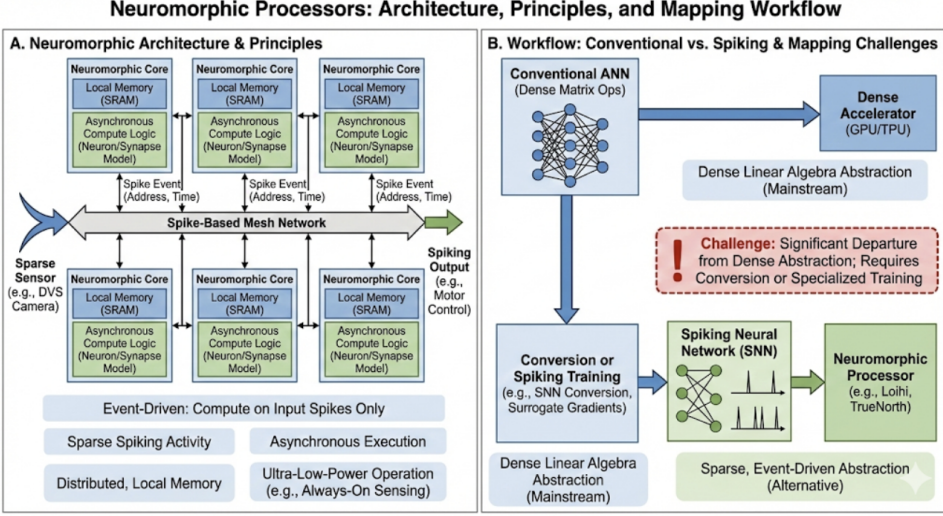 Neuromorphic Processors: Architecture, Principles, and Mapping Workflow
A. Neuromorphic Architecture & Principles
Neuromorphic Core
Local Memory
(SRAM)
Asynchronous
Compute Logic
(Neuron/Synapse
Model)
Neuromorphic Core
Local Memory
(SRAM)
Asynchronous
Compute Logic
(Neuron/Synapse
Model)
Neuromorphic Core
Local Memory
(SRAM)
Asynchronous
Compute Logic
(Neuron/Synapse
Model)
Spike Event
(Address, Time)
Spike Event
(Address, Time)
Spike Event
(Address, Time)
Spike-Based Mesh Network
Sparse
Sensor
(e.g., DVS
Camera)
Spiking
Output
(e.g.,
Motor
Control)
Neuromorphic Core
Local Memory
(SRAM)
Asynchronous
Compute Logic
(Neuron/Synapse
Model)
Neuromorphic Core
Local Memory
(SRAM)
Asynchronous
Compute Logic
(Neuron/Synapse
Model)
Neuromorphic Core
Local Memory
(SRAM)
Asynchronous
Compute Logic
(Neuron/Synapse
Model)
Event-Driven: Compute on Input Spikes Only
Sparse Spiking Activity
Asynchronous Execution
Distributed, Local Memory
Ultra-Low-Power Operation
(e.g., Always-On Sensing)
B. Workflow: Conventional vs. Spiking & Mapping Challenges
Conventional ANN
(Dense Matrix Ops)
Dense
Accelerator
(GPU/TPU)
Dense Linear Algebra Abstraction
(Mainstream)
! Challenge: Significant Departure
from Dense Abstraction; Requires
Conversion or Specialized Training
Conversion or
Spiking Training
(e.g., SNN Conversion,
Surrogate Gradients)
Spiking Neural
Network (SNN)
Neuromorphic
Processor
(e.g., Loihi,
TrueNorth)
Dense Linear Algebra
Abstraction
(Mainstream)
Sparse, Event-Driven Abstraction
(Alternative)